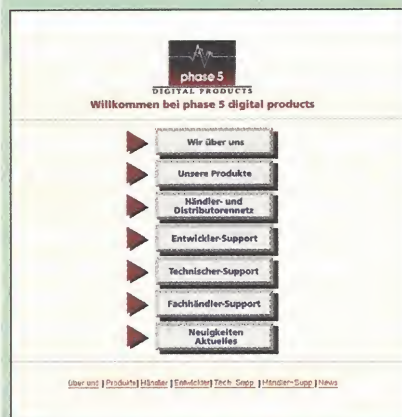 phase 5
DIGITAL PRODUCTS
Willkommen bei phase 5 digital products
Wir über uns
Unsere Produkte
Händler- und
Distributorennetz
Entwickler-Support
Technischer-Support
Fachhändler-Support
Neuigkeiten
Aktuelles
Über uns | Produkte| Händler | Entwickler| Tech. Supp. | Händler-Supp | News